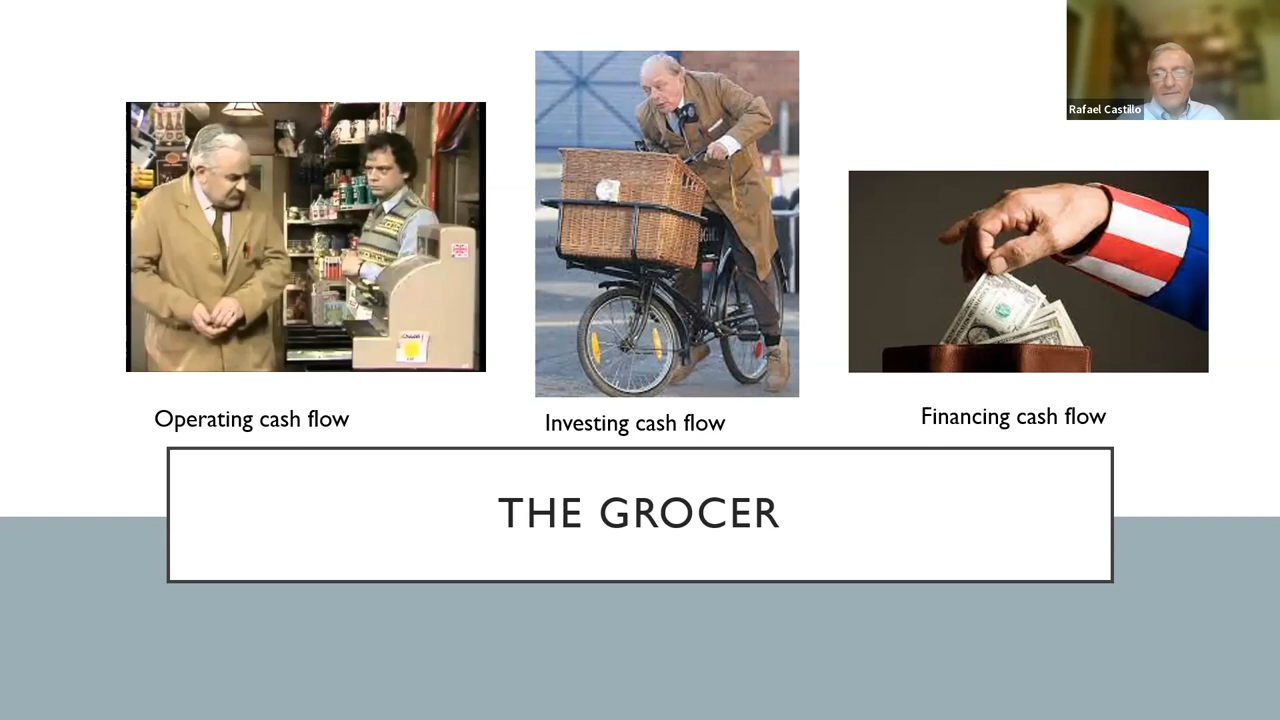 Rafael Castillo
Operating cash flow
Investing cash flow
Financing cash flow
THE GROCER